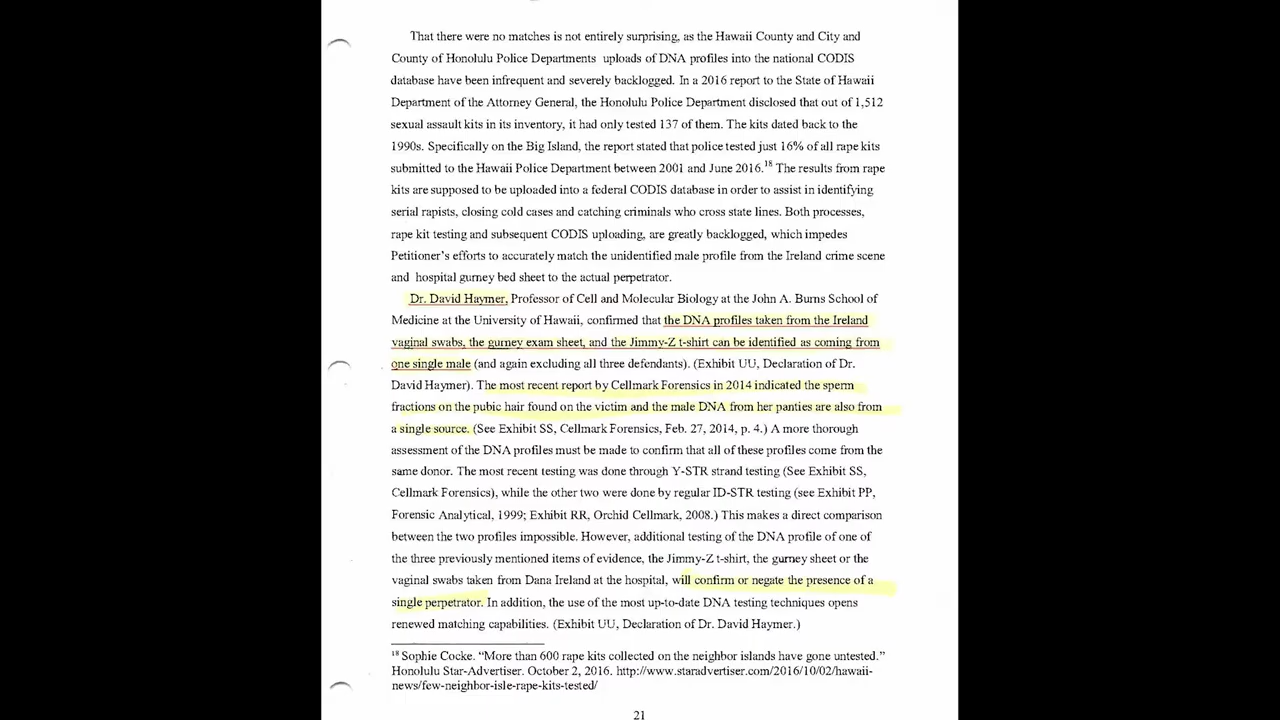 That there were no matches is not entirely surprising, as the Hawaii County and City and
County of Honolulu Police Departments uploads of DNA profiles into the national CODIS
database have been infrequent and severely backlogged. In a 2016 report to the State of Hawaii
Department of the Attorney General, the Honolulu Police Department disclosed that out of 1,512
sexual assault kits in its inventory, it had only tested 137 of them. The kits dated back to the
1990s. Specifically on the Big Island, the report stated that police tested just 16% of all rape kits
submitted to the Hawaii Police Department between 2001 and June 2016.18 The results from rape
kits are supposed to be uploaded into a federal CODIS database in order to assist in identifying
serial rapists, closing cold cases and catching criminals who cross state lines. Both processes,
rape kit testing and subsequent CODIS uploading, are greatly backlogged, which impedes
Petitioner's efforts to accurately match the unidentified male profile from the Ireland crime scene
and hospital gurney bed sheet to the actual perpetrator.
Dr. David Haymer, Professor of Cell and Molecular Biology at the John A. Burns School of
Medicine at the University of Hawaii, confirmed that the DNA profiles taken from the Ireland
vaginal swabs, the gurney exam sheet, and the Jimmy-Z t-shirt can be identified as coming from
one single male (and again excluding all three defendants). (Exhibit UU, Declaration of Dr.
David Haymer). The most recent report by Cellmark Forensics in 2014 indicated the sperm
fractions on the pubic hair found on the victim and the male DNA from her panties are also from
a single source. (See Exhibit SS, Cellmark Forensics, Feb. 27, 2014, p. 4.) A more thorough
assessment of the DNA profiles must be made to confirm that all of these profiles come from the
same donor. The most recent testing was done through Y-STR strand testing (See Exhibit SS,
Cellmark Forensics), while the other two were done by regular ID-STR testing (see Exhibit PP,
Forensic Analytical, 1999; Exhibit RR, Orchid Cellmark, 2008.) This makes a direct comparison
between the two profiles impossible. However, additional testing of the DNA profile of one of
the three previously mentioned items of evidence, the Jimmy-Z t-shirt, the gurney sheet or the
vaginal swabs taken from Dana Ireland at the hospital, will confirm or negate the presence of a
single perpetrator. In addition, the use of the most up-to-date DNA testing techniques opens
renewed matching capabilities. (Exhibit UU, Declaration of Dr. David Haymer.)
18 Sophie Cocke. "More than 600 rape kits collected on the neighbor islands have gone untested."
Honolulu Star-Advertiser. October 2, 2016. http://www.staradvertiser.com/2016/10/02/hawaii-
news/few-neighbor-isle-rape-kits-tested/
21